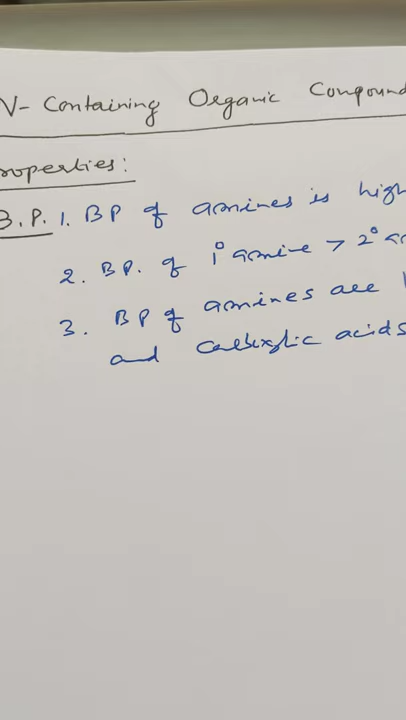 N- Containing Organic Compound
roperties:
B.P. 1. BP of amines is high
2. BP. of 1° amine > 2° a
3. BP of amines are
and carboxylic acids